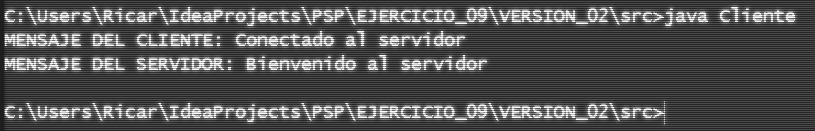 C:\Users\Ricar\IdeaProjects\PSP\EJERCICIO_09\VERSION_02\src>java Cliente
MENSAJE DEL CLIENTE: Conectado al servidor
MENSAJE DEL SERVIDOR: Bienvenido al servidor
C:\Users\Ricar\IdeaProjects\PSP\EJERCICIO_09\VERSION_02\src>